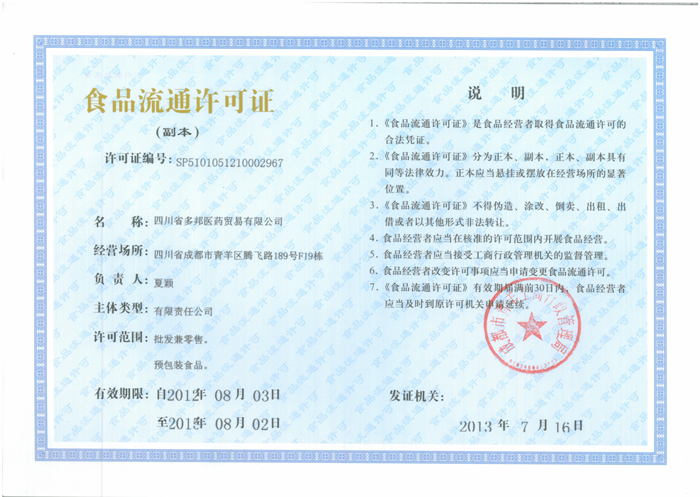 食品流通许可证
（副本）
许可证编号：SP5101051210002967
名 称：四川省多邦医药贸易有限公司
经营场所：四川省成都市青羊区腾飞路189号F19栋
负 责 人：夏颖
主体类型：有限责任公司
许可范围：批发兼零售。
预包装食品。
有效期限：自2012年 08月 03日
至2015年 08月 02日
说 明
1、《食品流通许可证》是食品经营者取得食品流通许可的
合法凭证。
2、《食品流通许可证》分为正本、副本，正本、副本具有
同等法律效力。正本应当悬挂或摆放在经营场所的显著
位置。
3、《食品流通许可证》不得伪造、涂改、倒卖、出租、出
借或者以其他形式非法转让。
4、食品经营者应当在核准的许可范围内开展食品经营。
5、食品经营者应当接受工商行政管理机关的监督管理。
6、食品经营者改变许可事项应当申请变更食品流通许可。
7、《食品流通许可证》有效期届满前30日内，食品经营者
应当及时到原许可机关申请延续。
发证机关：
2013年 7月 16日